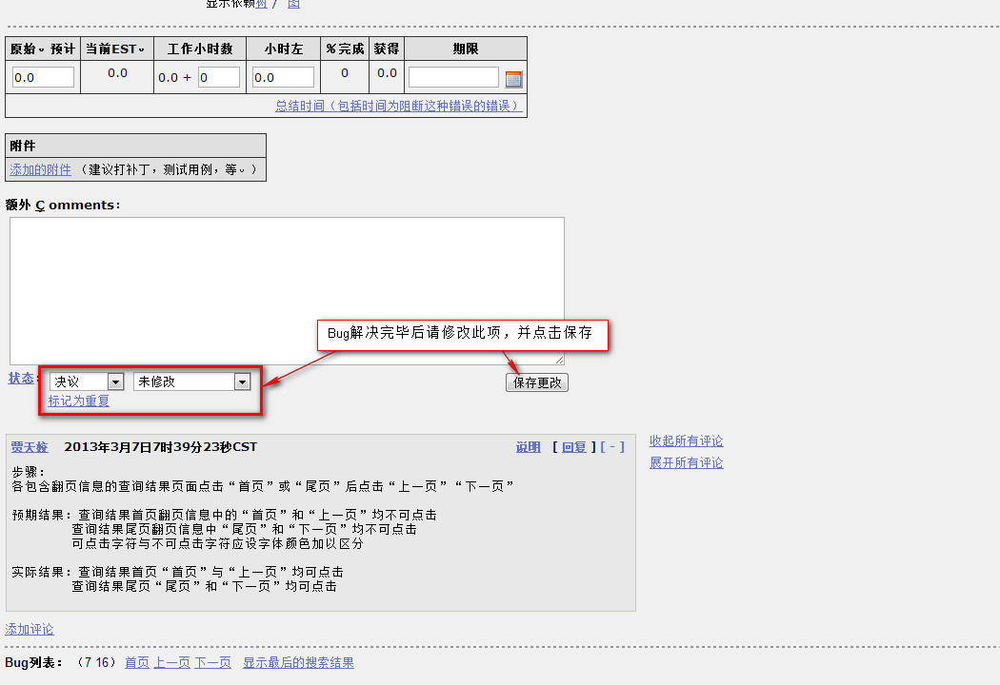 显示依赖树 / 图
原始。预计 当前EST。 工作小时数 小时左 %完成 获得 期限
0.0 0.0 0.0 + 0 0.0 0 0.0
总结时间（包括时间为阻断这种错误的错误）
附件
添加的附件 （建议打补丁，测试用例，等。）
额外 C omments：
Bug解决完毕后请修改此项，并点击保存
状态： 决议 未修改 保存更改
标记为重复
2013年3月7日7时39分23秒CST 说明 [ 回复 ] [ - ] 收起所有评论
展开所有评论
步骤：
各包含翻页信息的查询结果页面点击“首页”或“尾页”后点击“上一页”“下一页”
预期结果：查询结果首页翻页信息中的“首页”和“上一页”均不可点击
查询结果尾页翻页信息中“尾页”和“下一页”均不可点击
可点击字符与不可点击字符应设字体颜色加以区分
实际结果：查询结果首页“首页”与“上一页”均可点击
查询结果尾页“尾页”和“下一页”均可点击
添加评论
Bug列表： （7 16） 首页 上一页 下一页 显示最后的搜索结果